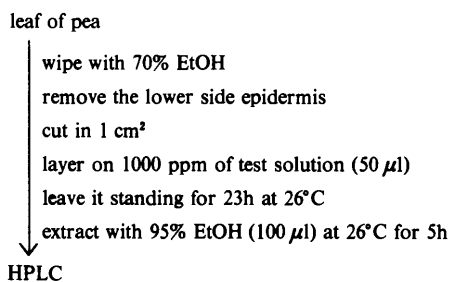 leaf of pea
wipe with 70% EtOH
remove the lower side epidermis
cut in 1 cm²
layer on 1000 ppm of test solution (50 μl)
leave it standing for 23h at 26°C
extract with 95% EtOH (100 μl) at 26°C for 5h
HPLC